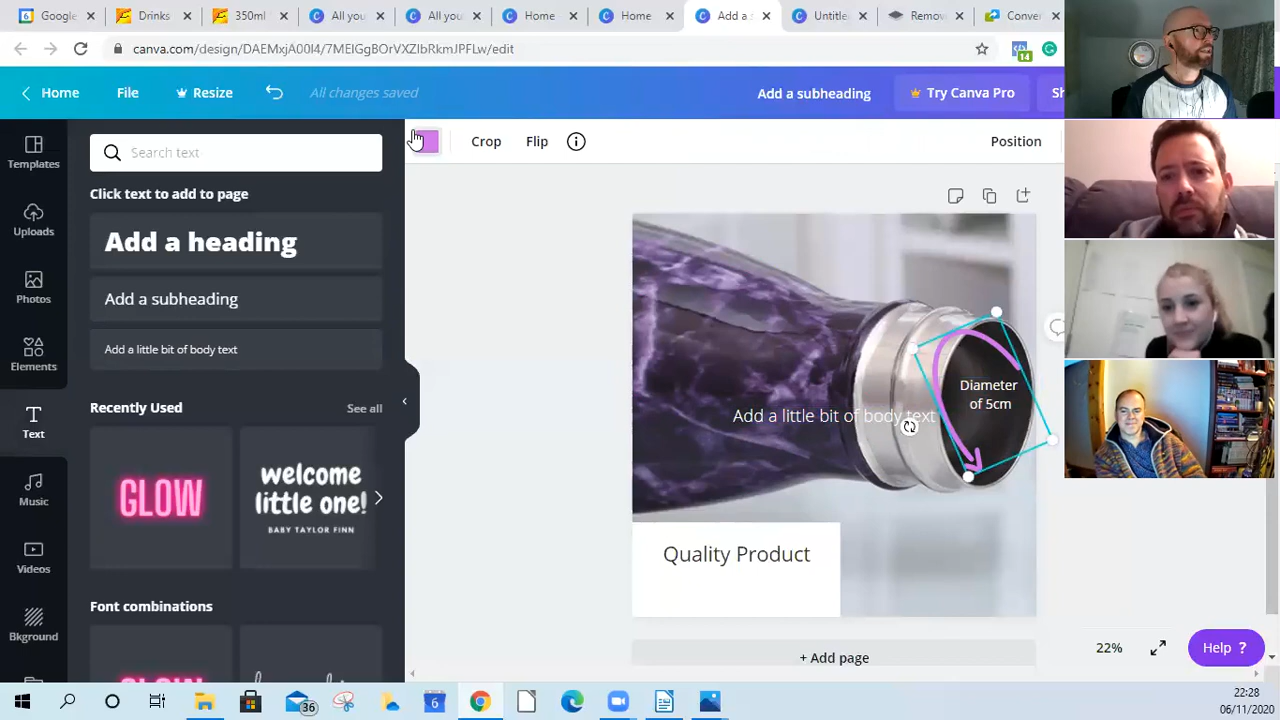 Google
Drinks
350ml
All you
All you
Home
Home
Add a s
Untitle
Remov
Conver
canva.com/design/DAEMxjA00I4/7MEIGgBOrVXZIbRkmJPFLw/edit
14
Home
File
Resize
All changes saved
Add a subheading
Try Canva Pro
Sh
Templates
Uploads
Photos
Elements
Text
Music
Videos
Bkground
Search text
Click text to add to page
Add a heading
Add a subheading
Add a little bit of body text
Recently Used
See all
GLOW
welcome
little one!
BABY TAYLOR FINN
Font combinations
Crop
Flip
Position
Diameter
of 5cm
Add a little bit of body text
Quality Product
+ Add page
22%
Help ?
36
6
22:28
06/11/2020